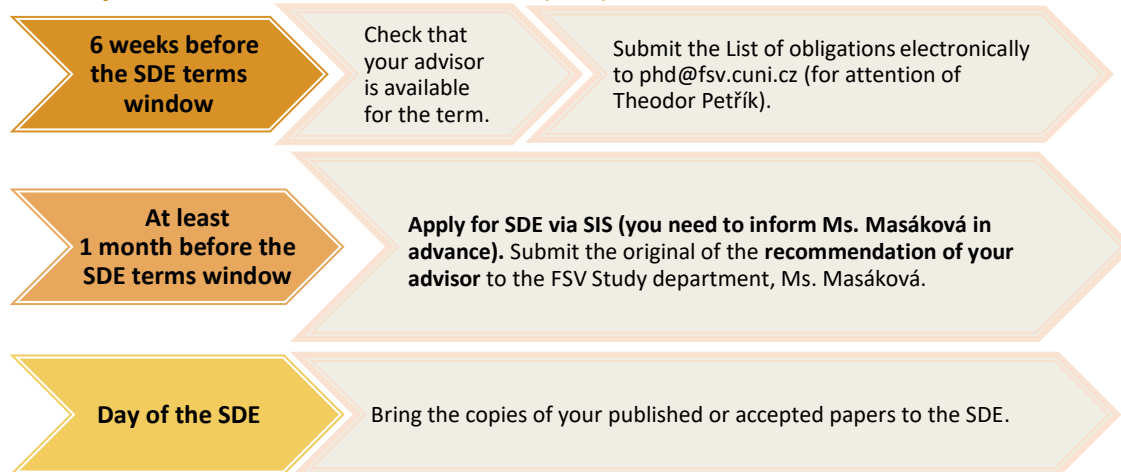 6 weeks before
the SDE terms
window
Check that
your advisor
is available
for the term.
Submit the List of obligations electronically
to phd@fsv.cuni.cz (for attention of
Theodor Petřík).
At least
1 month before the
SDE terms window
Apply for SDE via SIS (you need to inform Ms. Masáková in
advance). Submit the original of the recommendation of your
advisor to the FSV Study department, Ms. Masáková.
Day of the SDE
Bring the copies of your published or accepted papers to the SDE.